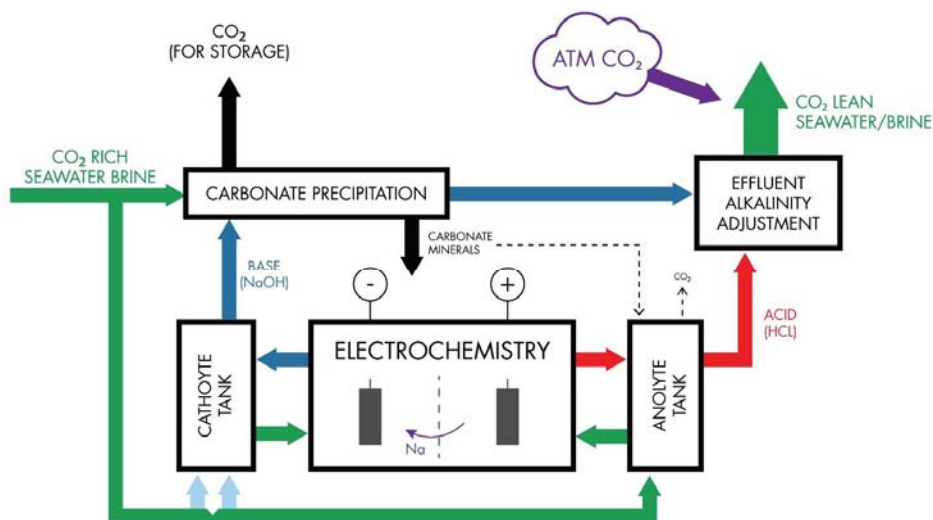 CO₂
(FOR STORAGE)
ATM CO₂
CO₂ LEAN
SEAWATER/BRINE
CO₂ RICH
SEAWATER BRINE
CARBONATE PRECIPITATION
EFFLUENT
ALKALINITY
ADJUSTMENT
CARBONATE
MINERALS
BASE
(NaOH)
-
+
CO₂
ACID
(HCL)
ELECTROCHEMISTRY
CATHOYTE
TANK
ANOLYTE
TANK
Na